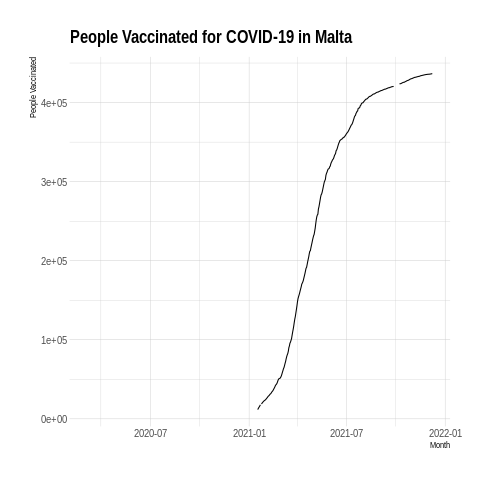 People Vaccinated for COVID-19 in Malta
People Vaccinated
4e+05
3e+05
2e+05
1e+05
0e+00
2020-07 2021-01 2021-07 2022-01
Month